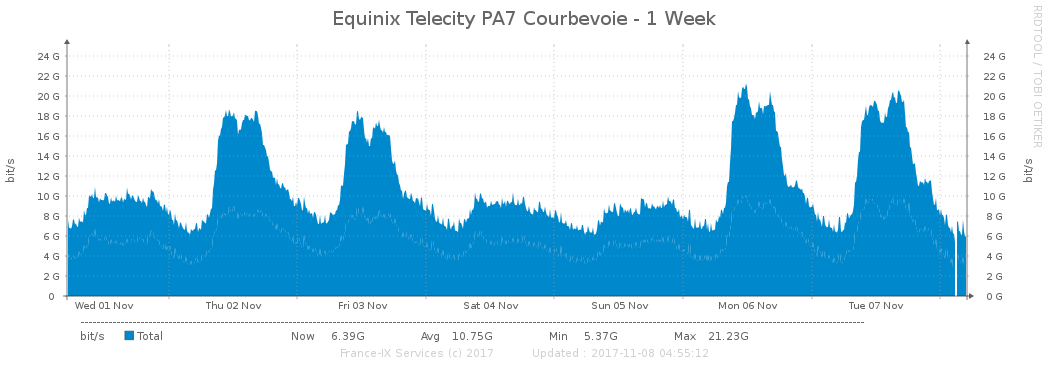 Equinix Telecity PA7 Courbevoie - 1 Week
RRDTOOL / TOBI OETIKER
bit/s
24 G 24 G
22 G 22 G
20 G 20 G
18 G 18 G
16 G 16 G
14 G 14 G
12 G 12 G
10 G 10 G
8 G 8 G
6 G 6 G
4 G 4 G
2 G 2 G
0 0 G
bit/s
Wed 01 Nov Thu 02 Nov Fri 03 Nov Sat 04 Nov Sun 05 Nov Mon 06 Nov Tue 07 Nov
bit/s Total Now 6.39G Avg 10.75G Min 5.37G Max 21.23G
France-IX Services (c) 2017 Updated : 2017-11-08 04:55:12